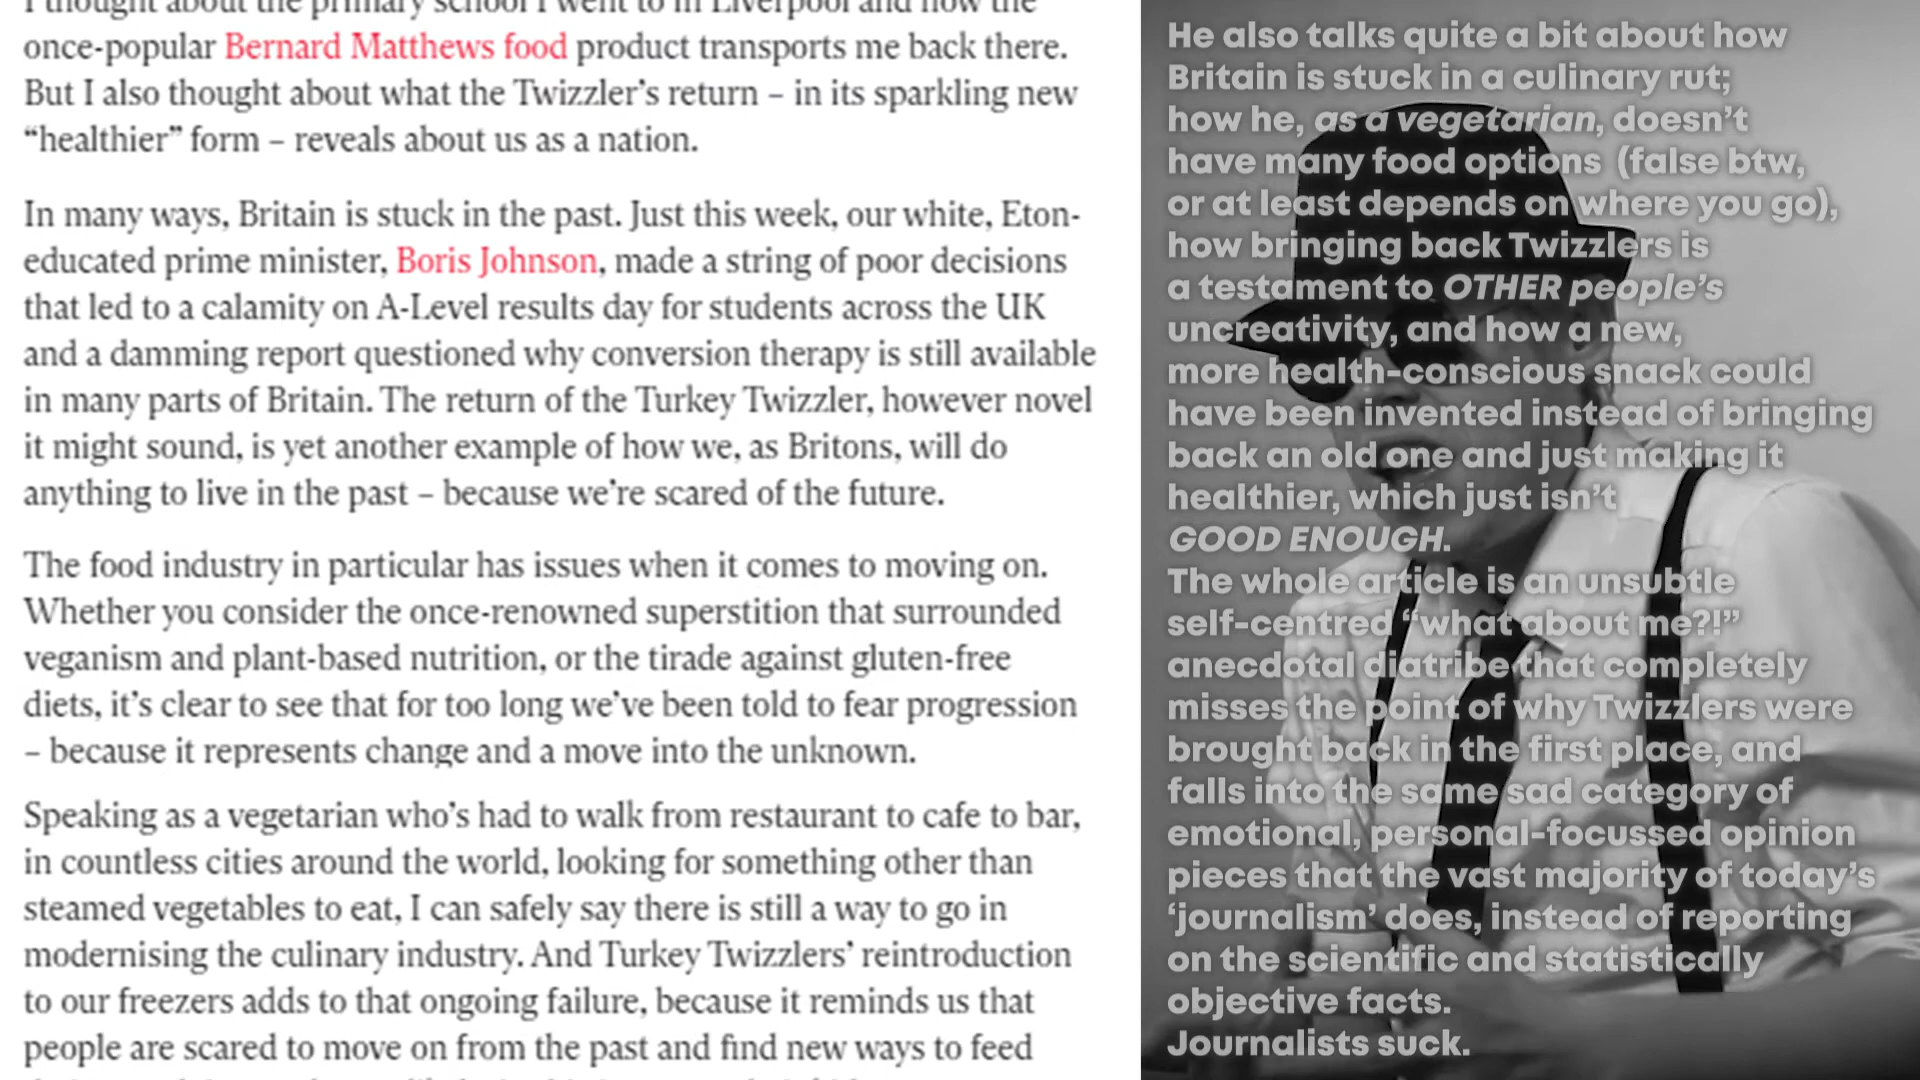 I thought about the primary school I went to in Liverpool and how the
once-popular Bernard Matthews food product transports me back there.
But I also thought about what the Twizzler’s return – in its sparkling new
“healthier” form – reveals about us as a nation.
In many ways, Britain is stuck in the past. Just this week, our white, Eton-
educated prime minister, Boris Johnson, made a string of poor decisions
that led to a calamity on A-Level results day for students across the UK
and a damming report questioned why conversion therapy is still available
in many parts of Britain. The return of the Turkey Twizzler, however novel
it might sound, is yet another example of how we, as Britons, will do
anything to live in the past – because we’re scared of the future.
The food industry in particular has issues when it comes to moving on.
Whether you consider the once-renowned superstition that surrounded
veganism and plant-based nutrition, or the tirade against gluten-free
diets, it’s clear to see that for too long we’ve been told to fear progression
– because it represents change and a move into the unknown.
Speaking as a vegetarian who’s had to walk from restaurant to cafe to bar,
in countless cities around the world, looking for something other than
steamed vegetables to eat, I can safely say there is still a way to go in
modernising the culinary industry. And Turkey Twizzlers’ reintroduction
to our freezers adds to that ongoing failure, because it reminds us that
people are scared to move on from the past and find new ways to feed
He also talks quite a bit about how
Britain is stuck in a culinary rut;
how he, as a vegetarian, doesn’t
have many food options (false btw,
or at least depends on where you go),
how bringing back Twizzlers is
a testament to OTHER people’s
uncreativity, and how a new,
more health-conscious snack could
have been invented instead of bringing
back an old one and just making it
healthier, which just isn’t
GOOD ENOUGH.
The whole article is an unsubtle
self-centred “what about me?!”
anecdotal diatribe that completely
misses the point of why Twizzlers were
brought back in the first place, and
falls into the same sad category of
emotional, personal-focussed opinion
pieces that the vast majority of today’s
‘journalism’ does, instead of reporting
on the scientific and statistically
objective facts.
Journalists suck.